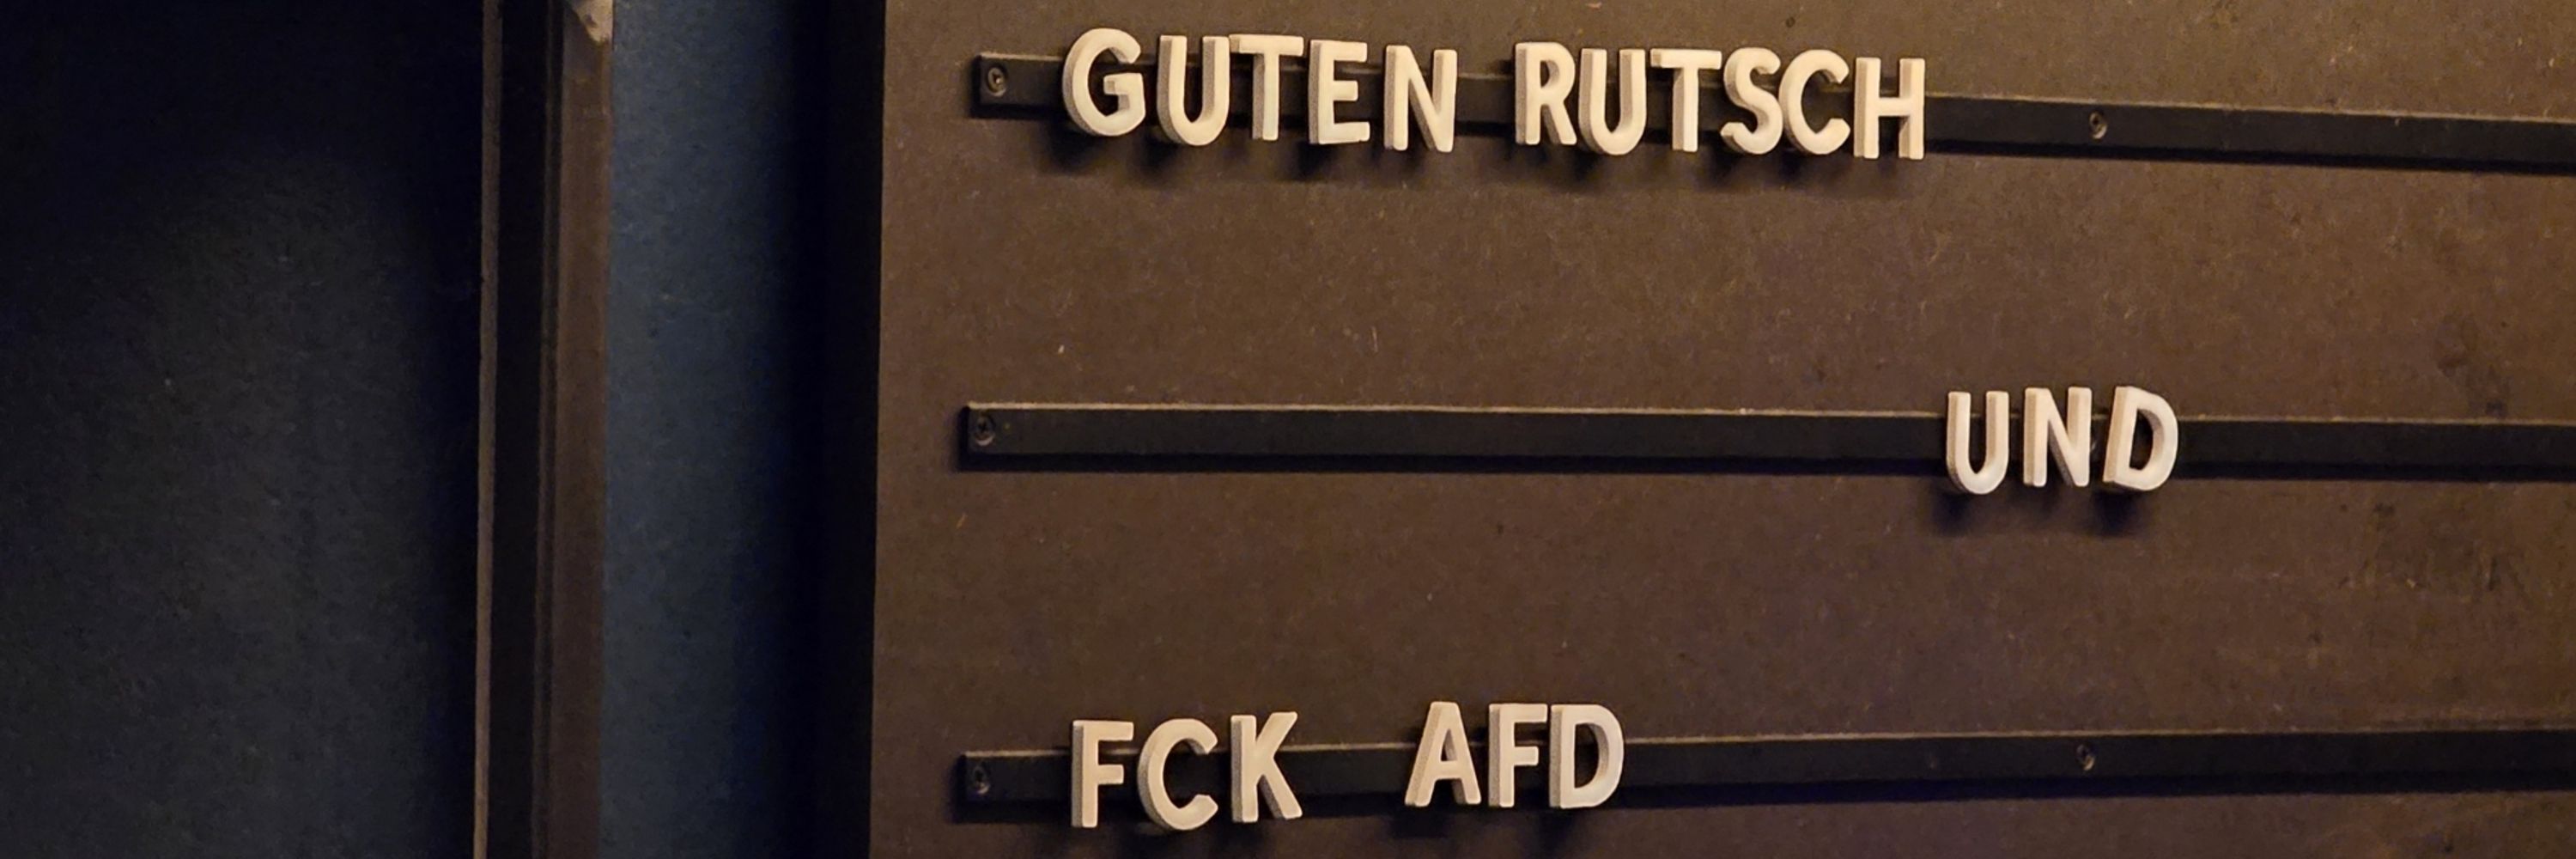 GUTEN RUTSCH
UND
FCK AFD